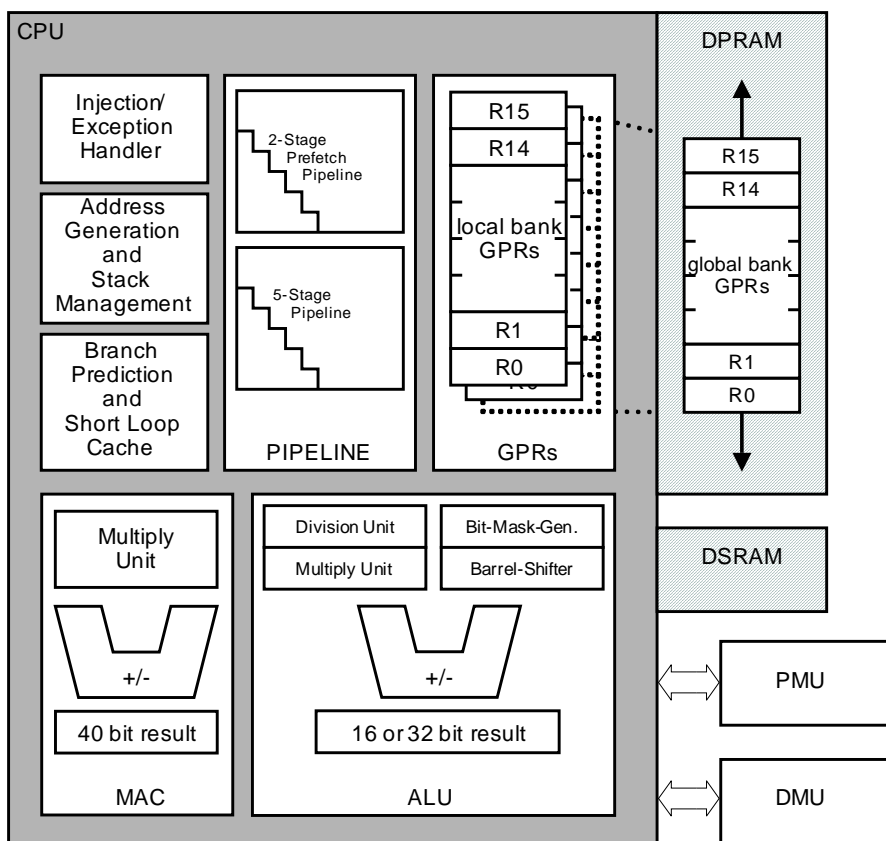 CPU
Injection/
Exception
Handler
Address
Generation
and
Stack
Management
Branch
Prediction
and
Short Loop
Cache
2-Stage
Prefetch
Pipeline
5-Stage
Pipeline
PIPELINE
R15
R14
local bank
GPRs
R1
R0
R0
GPRs
DPRAM
R15
R14
global bank
GPRs
R1
R0
Multiply
Unit
+/-
40 bit result
MAC
Division Unit
Bit-Mask-Gen.
Multiply Unit
Barrel-Shifter
+/-
16 or 32 bit result
ALU
DSRAM
PMU
DMU